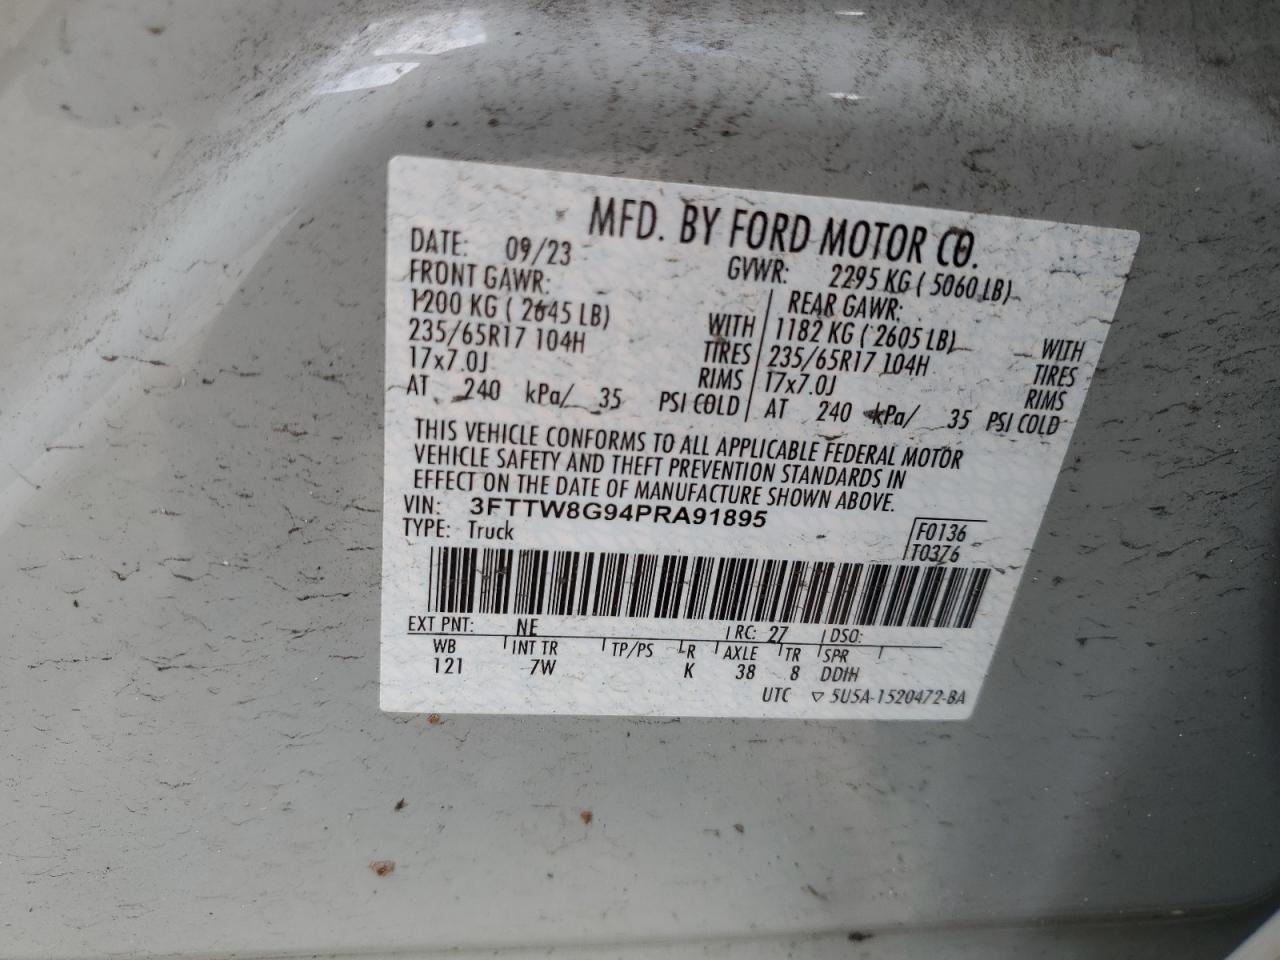 MFD. BY FORD MOTOR CO.
DATE: 09/23 GVWR: 2295 KG ( 5060 LB)
FRONT GAWR: REAR GAWR:
1200 KG ( 2645 LB) WITH 1182 KG ( 2605 LB) WITH
235/65R17 104H TIRES 235/65R17 104H TIRES
17x7.0J RIMS 17x7.0J RIMS
AT 240 kPa/ 35 PSI COLD AT 240 kPa/ 35 PSI COLD
THIS VEHICLE CONFORMS TO ALL APPLICABLE FEDERAL MOTOR
VEHICLE SAFETY AND THEFT PREVENTION STANDARDS IN
EFFECT ON THE DATE OF MANUFACTURE SHOWN ABOVE.
VIN: 3FTTW8G94PRA91895
TYPE: Truck F0136
T0376
EXT PNT: NE RC: 27 DSO:
WB INT TR TP/PS R AXLE TR SPR
121 7W K 38 8 DDIH
UTC ▽ 5U5A-1520472-BA